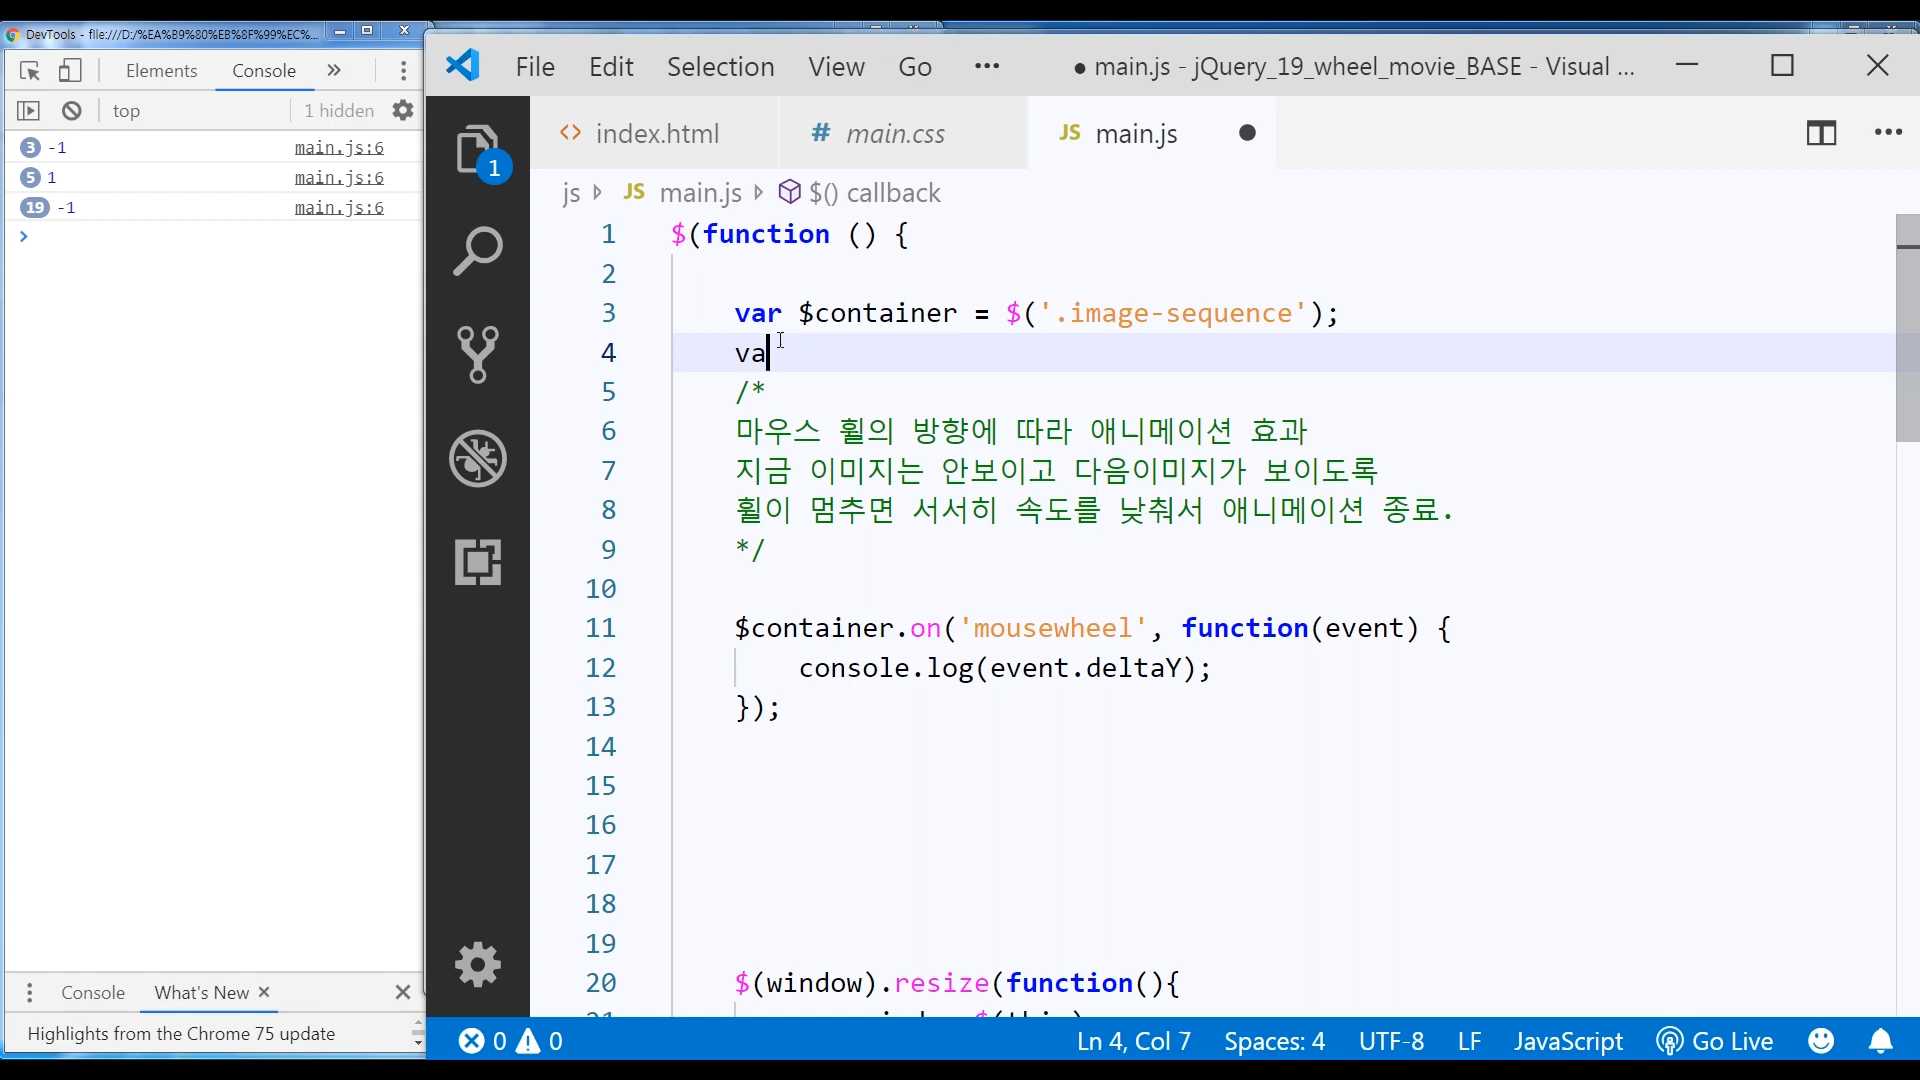 DevTools - file:///D:/%EA%B9%80%EB%8F%99%EC%...
Elements Console »
top 1 hidden
3 -1 main.js:6
5 1 main.js:6
19 -1 main.js:6
>
Console What's New ×
Highlights from the Chrome 75 update
File Edit Selection View Go ··· ● main.js - jQuery_19_wheel_movie_BASE - Visual ...
1
<> index.html # main.css JS main.js ●
js JS main.js $() callback
1 $(function () {
2
3 var $container = $('.image-sequence');
4 va
5 /*
6 마우스 휠의 방향에 따라 애니메이션 효과
7 지금 이미지는 안보이고 다음이미지가 보이도록
8 휠이 멈추면 서서히 속도를 낮춰서 애니메이션 종료.
9 */
10
11 $container.on('mousewheel', function(event) {
12 console.log(event.deltaY);
13 });
14
15
16
17
18
19
20 $(window).resize(function(){
0 0 Ln 4, Col 7 Spaces: 4 UTF-8 LF JavaScript Go Live